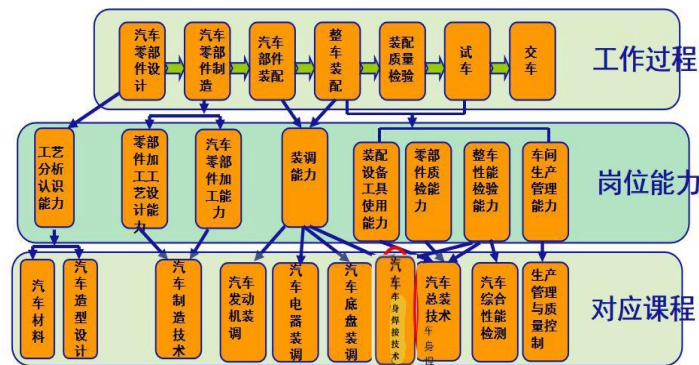 汽车零部件设计
汽车零部件制造
汽车部件装配
整车装配
装配质量检验
试车
交车
工作过程
工艺分析认识能力
零部件加工工艺设计能力
汽车零部件加工能力
装调能力
装配设备工具使用能力
零部件质检能力
整车性能检验能力
车间生产管理能力
岗位能力
汽车材料
汽车造型设计
汽车制造技术
汽车发动机装调
汽车电器装调
汽车底盘装调
汽车车身焊接技术
汽车总装技术
车身
汽车综合性能检测
生产管理与质量控制
对应课程